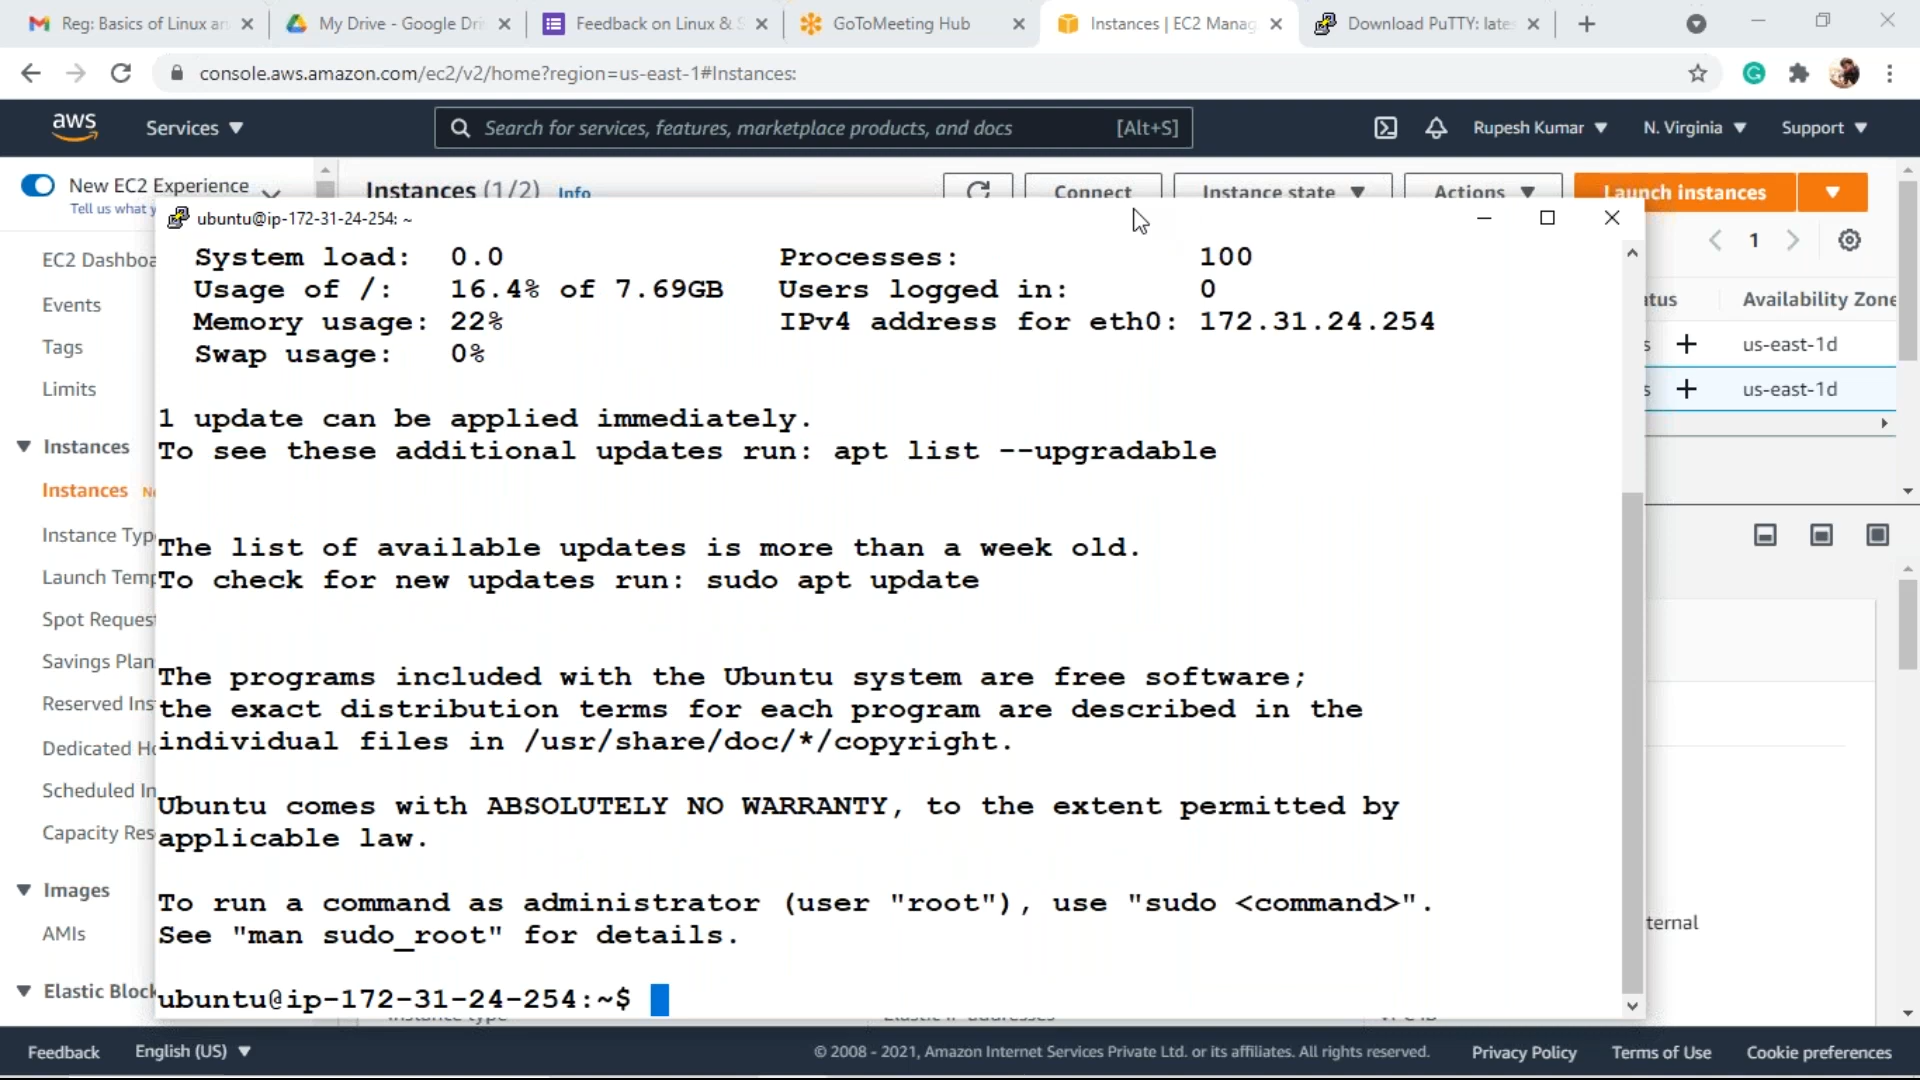 Reg: Basics of Linux an
My Drive - Google Dri
Feedback on Linux & S
GoToMeeting Hub
Instances | EC2 Manag
Download PuTTY: lates
console.aws.amazon.com/ec2/v2/home?region=us-east-1#Instances:
aws
Services
Search for services, features, marketplace products, and docs
[Alt+S]
Rupesh Kumar
N. Virginia
Support
New EC2 Experience
Tell us what y
Instances (1/2) Info
Connect
Instance state
Actions
Launch instances
1
ubuntu@ip-172-31-24-254: ~
EC2 Dashboa
Events
Tags
Limits
Instances
Instances
Instance Typ
Launch Temp
Spot Request
Savings Plan
Reserved Ins
Dedicated Ho
Scheduled In
Capacity Res
Images
AMIs
Elastic Block
System load: 0.0 Processes: 100
Usage of /: 16.4% of 7.69GB Users logged in: 0
Memory usage: 22% IPv4 address for eth0: 172.31.24.254
Swap usage: 0%
1 update can be applied immediately.
To see these additional updates run: apt list --upgradable
The list of available updates is more than a week old.
To check for new updates run: sudo apt update
The programs included with the Ubuntu system are free software;
the exact distribution terms for each program are described in the
individual files in /usr/share/doc/*/copyright.
Ubuntu comes with ABSOLUTELY NO WARRANTY, to the extent permitted by
applicable law.
To run a command as administrator (user "root"), use "sudo <command>".
See "man sudo_root" for details.
ubuntu@ip-172-31-24-254:~$
atus
Availability Zone
s + us-east-1d
s + us-east-1d
ternal
Feedback
English (US)
© 2008 - 2021, Amazon Internet Services Private Ltd. or its affiliates. All rights reserved.
Privacy Policy
Terms of Use
Cookie preferences